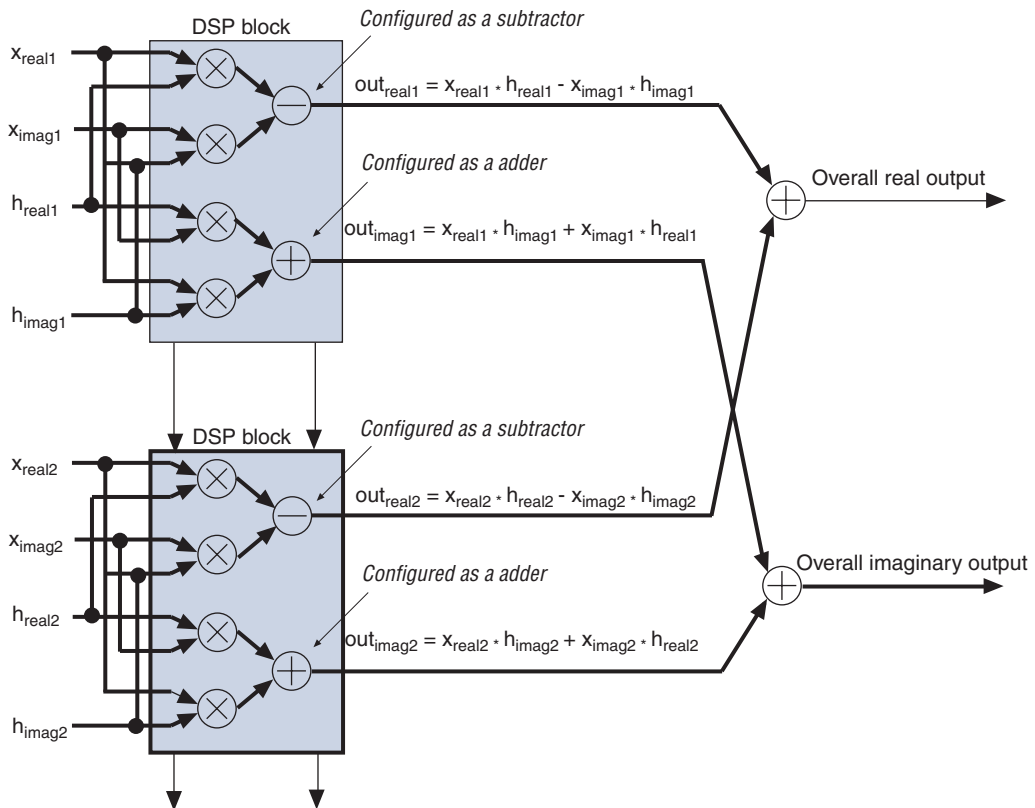 DSP block
Configured as a subtractor
x_real1
out_real1 = x_real1 * h_real1 - x_imag1 * h_imag1
x_imag1
Configured as a adder
Overall real output
h_real1
out_imag1 = x_real1 * h_imag1 + x_imag1 * h_real1
h_imag1
DSP block
Configured as a subtractor
x_real2
out_real2 = x_real2 * h_real2 - x_imag2 * h_imag2
x_imag2
Overall imaginary output
Configured as a adder
h_real2
out_imag2 = x_real2 * h_imag2 + x_imag2 * h_real2
h_imag2